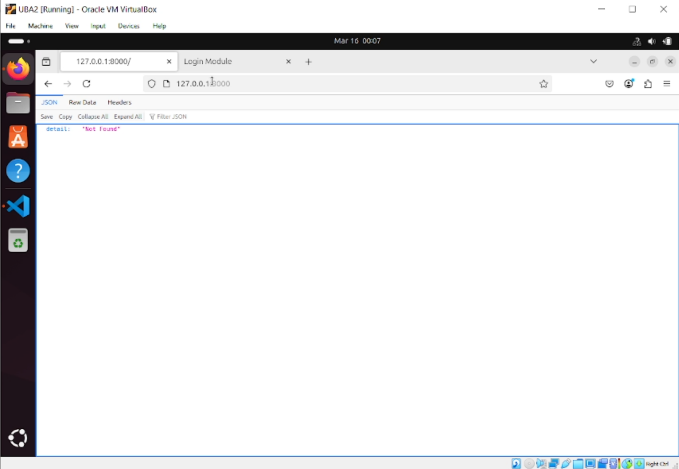 UBA2 [Running] - Oracle VM VirtualBox
File Machine View Input Devices Help
Mar 16 00:07
127.0.0.1:8000/
Login Module
127.0.0.1:8000
JSON Raw Data Headers
Save Copy Collapse All Expand All Filter JSON
detail: "Not Found"
Right Ctrl